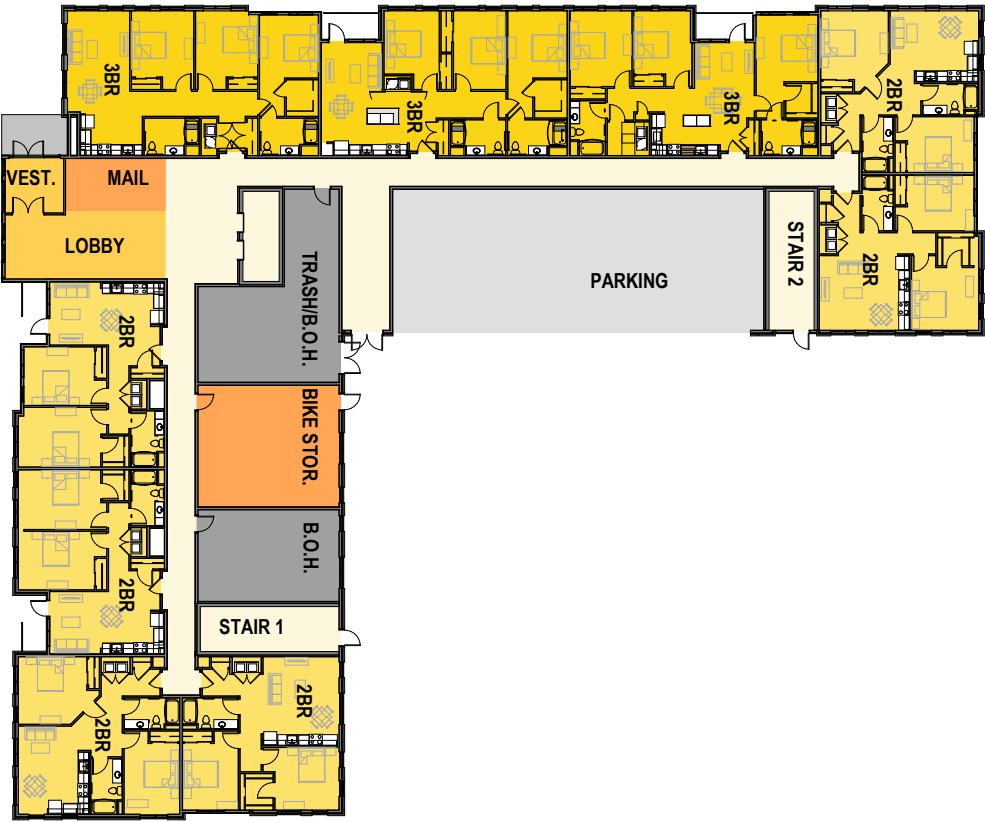 3BR
3BR
3BR
2BR
VEST.
MAIL
LOBBY
TRASH/B.O.H.
PARKING
STAIR 2
2BR
2BR
BIKE STOR.
B.O.H.
2BR
STAIR 1
2BR
2BR